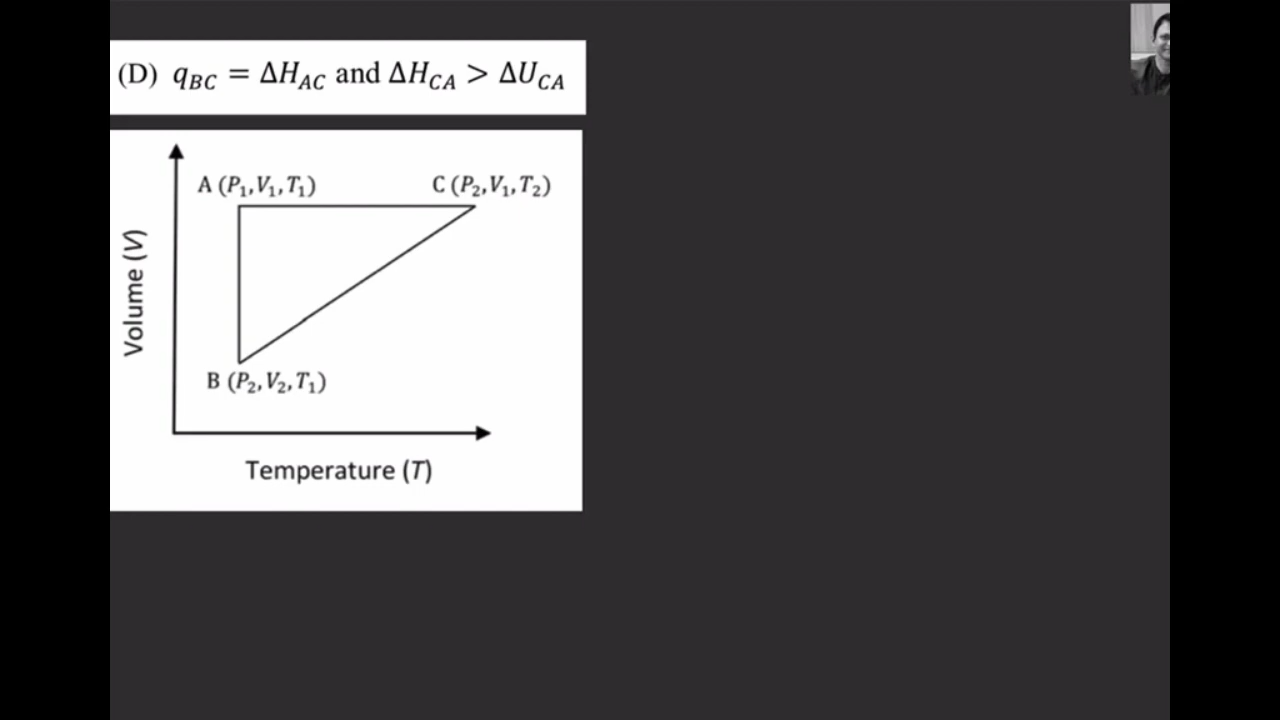 (D) q_BC = ΔH_AC and ΔH_CA > ΔU_CA
A (P₁, V₁, T₁) C (P₂, V₁, T₂)
Volume (V)
B (P₂, V₂, T₁)
Temperature (T)